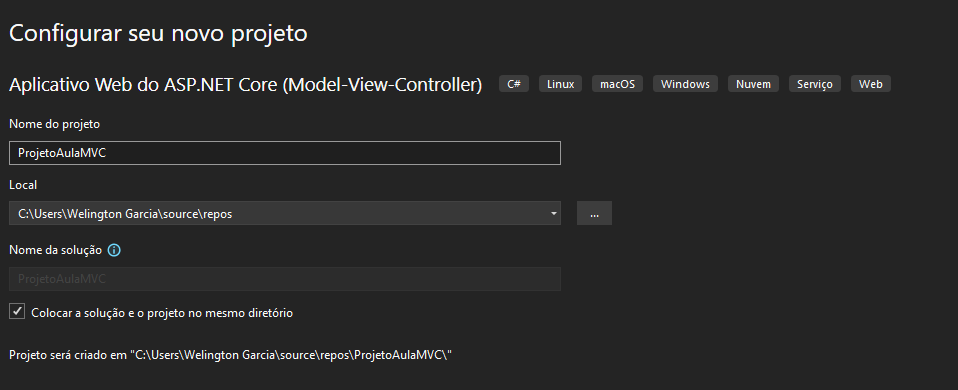 Configurar seu novo projeto
Aplicativo Web do ASP.NET Core (Model-View-Controller) C# Linux macOS Windows Nuvem Serviço Web
Nome do projeto
ProjetoAulaMVC
Local
C:\Users\Welington Garcia\source\repos
...
Nome da solução
ProjetoAulaMVC
Colocar a solução e o projeto no mesmo diretório
Projeto será criado em "C:\Users\Welington Garcia\source\repos\ProjetoAulaMVC\"